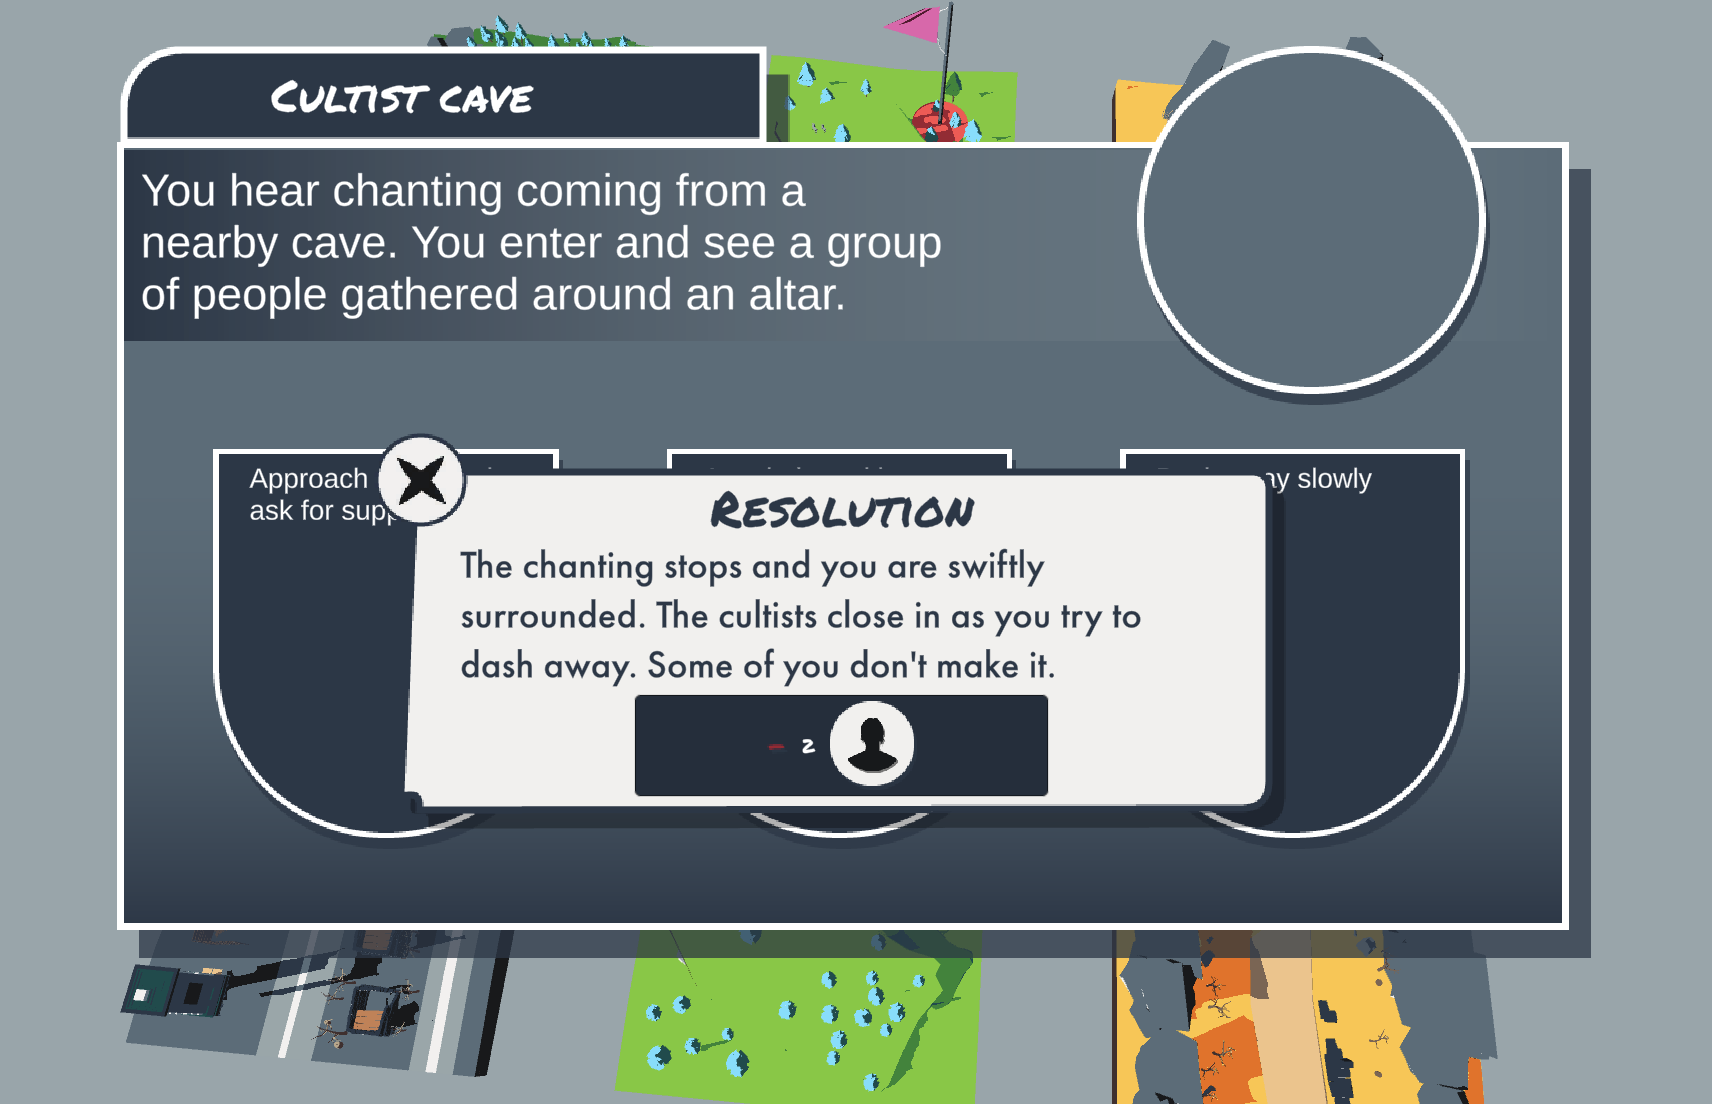 Cultist cave
You hear chanting coming from a
nearby cave. You enter and see a group
of people gathered around an altar.
Approach
ask for supp
slowly
Resolution
The chanting stops and you are swiftly
surrounded. The cultists close in as you try to
dash away. Some of you don't make it.
- 2